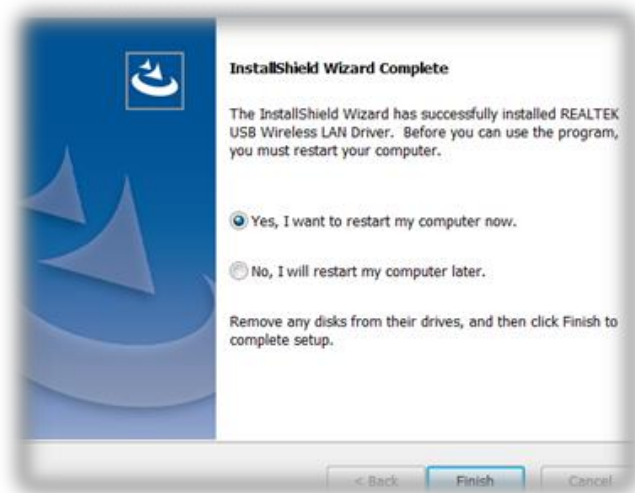 InstallShield Wizard Complete
The InstallShield Wizard has successfully installed REALTEK
USB Wireless LAN Driver.  Before you can use the program,
you must restart your computer.
Yes, I want to restart my computer now.
No, I will restart my computer later.
Remove any disks from their drives, and then click Finish to
complete setup.
< Back Finish Cancel